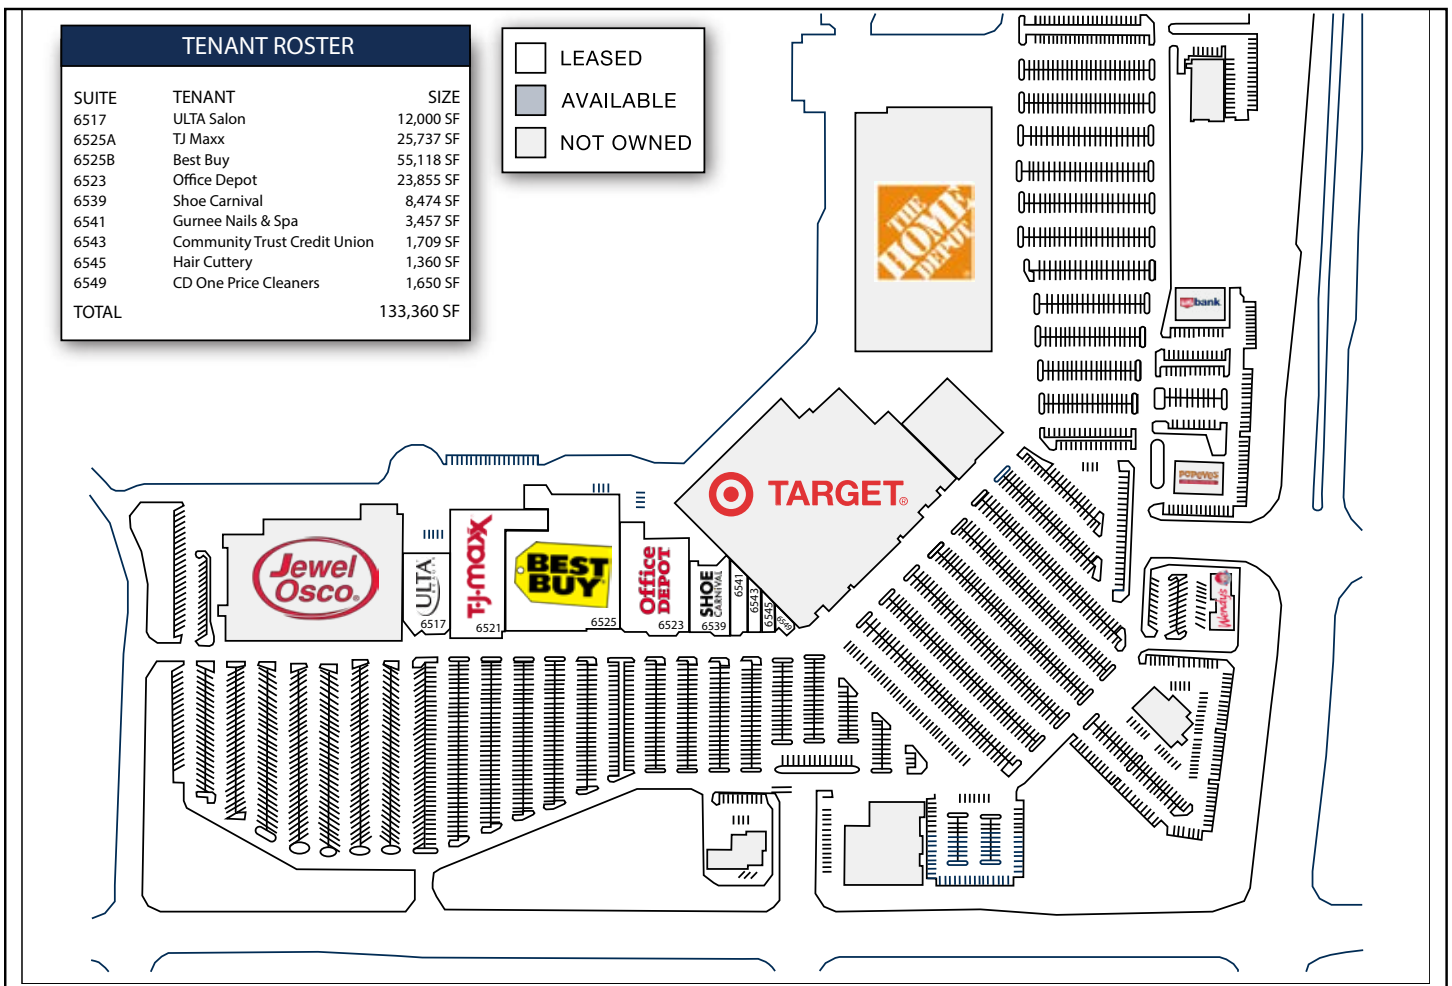 TENANT ROSTER
SUITE TENANT SIZE
6517 ULTA Salon 12,000 SF
6525A TJ Maxx 25,737 SF
6525B Best Buy 55,118 SF
6523 Office Depot 23,855 SF
6539 Shoe Carnival 8,474 SF
6541 Gurnee Nails & Spa 3,457 SF
6543 Community Trust Credit Union 1,709 SF
6545 Hair Cuttery 1,360 SF
6549 CD One Price Cleaners 1,650 SF
TOTAL 133,360 SF
LEASED
AVAILABLE
NOT OWNED
THE
HOME
DEPOT
usbank
POPEYES
TARGET
Jewel
Osco
ULTA
6517
T·J·maxx
6521
BEST
BUY
6525
Office
DEPOT
6523
SHOE
CARNIVAL
6539
6541
6543
6545
6549
Wendy's